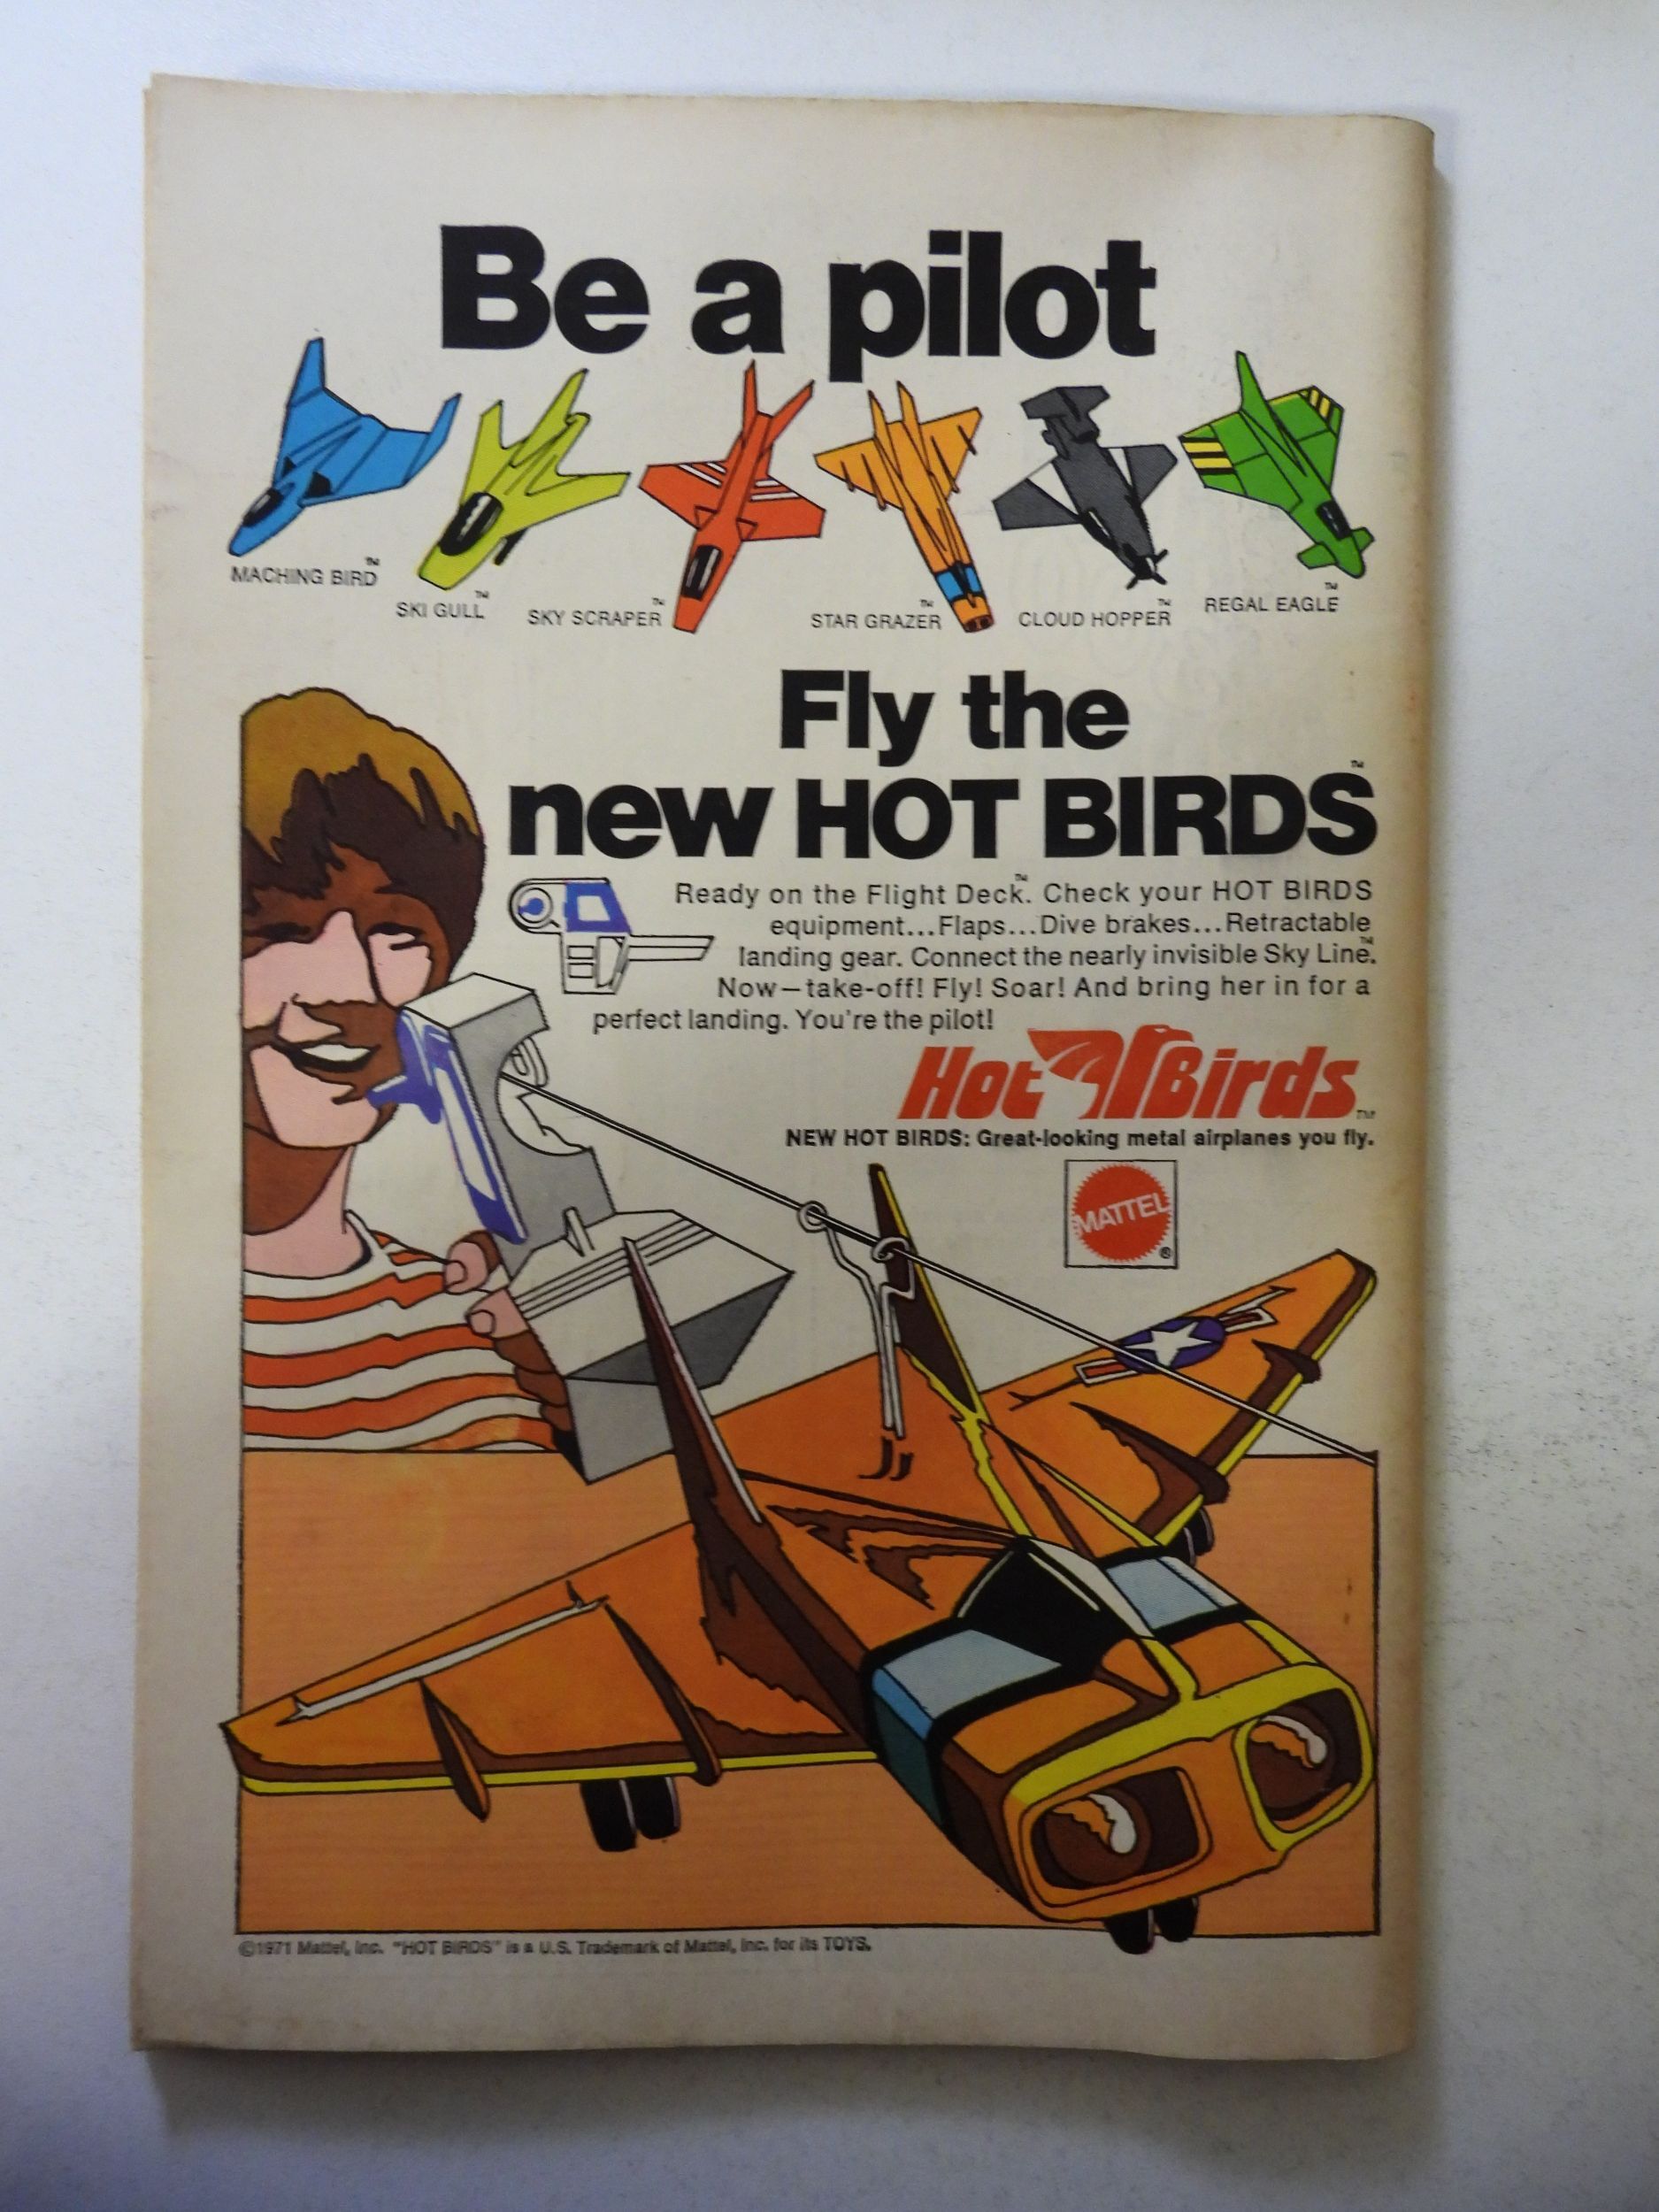 Be a pilot
MACHING BIRD™
SKI GULL™
SKY SCRAPER™
STAR GRAZER™
CLOUD HOPPER™
REGAL EAGLE™
Fly the
new HOT BIRDS™
Ready on the Flight Deck™. Check your HOT BIRDS
equipment...Flaps...Dive brakes...Retractable
landing gear. Connect the nearly invisible Sky Line™.
Now—take-off! Fly! Soar! And bring her in for a
perfect landing. You're the pilot!
Hot Birds™
NEW HOT BIRDS: Great-looking metal airplanes you fly.
MATTEL®
©1971 Mattel, Inc. "HOT BIRDS" is a U.S. Trademark of Mattel, Inc. for its TOYS.